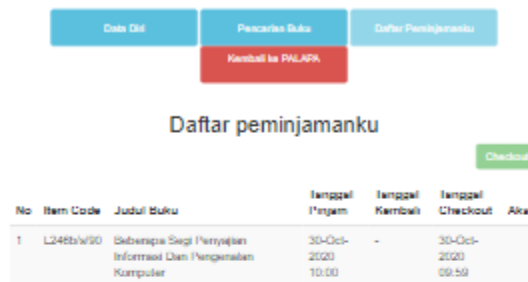 Data Diri
Pencarian Buku
Daftar Peminjamanku
Kembali ke PALAPA
Daftar peminjamanku
Checkout
No Item Code Judul Buku Tanggal Pinjam Tanggal Kembali Tanggal Checkout
1 Beberapa Segi Penyajian 30-Oct- - 30-Oct-
Informasi Dan Pengenalan 2020 2020
Komputer 10:00 09:59